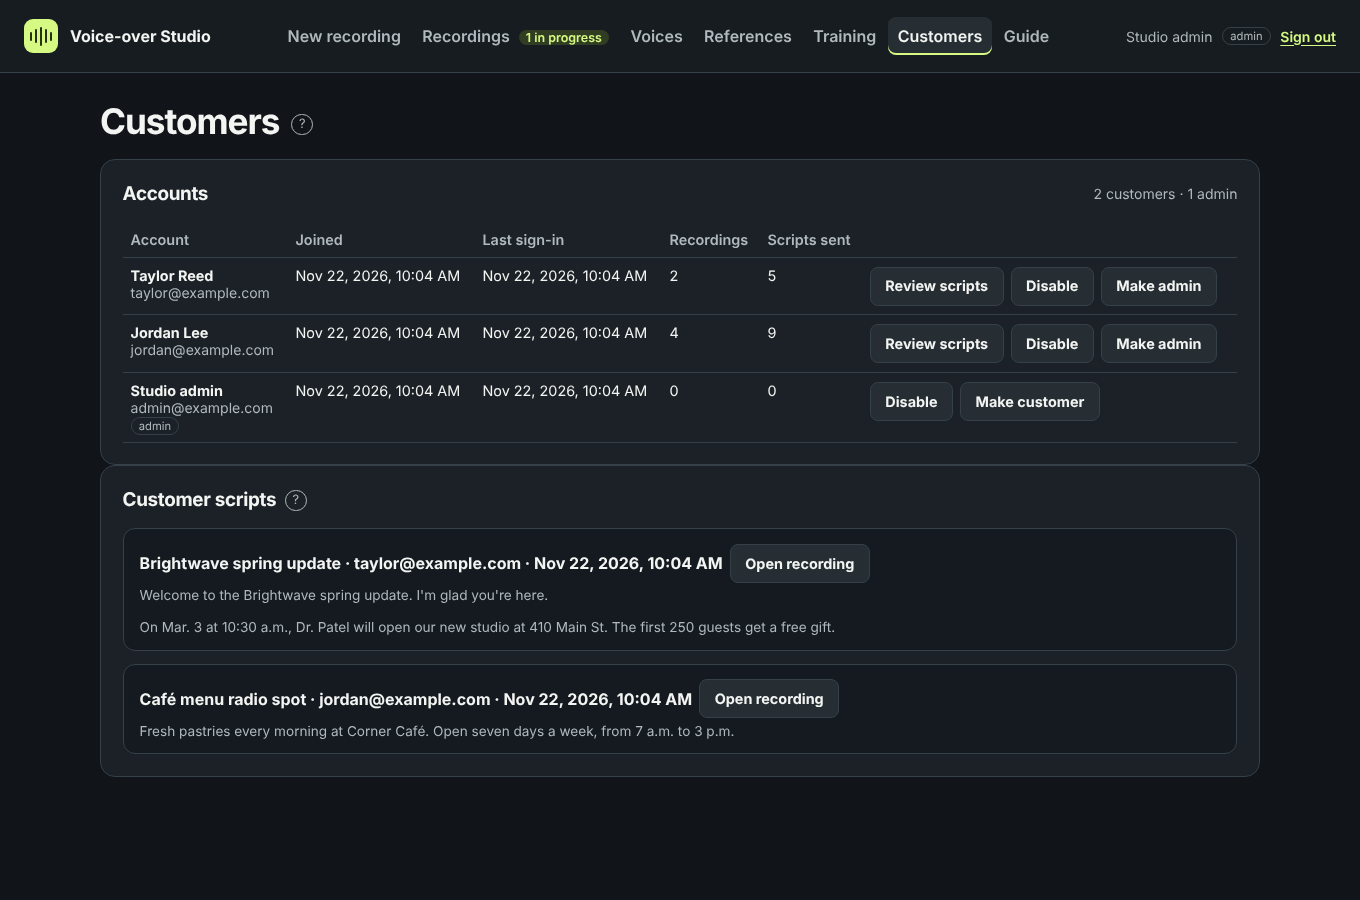 Voice-over Studio
New recording
Recordings 1 in progress
Voices
References
Training
Customers
Guide
Studio admin admin Sign out
Customers ?
Accounts
2 customers · 1 admin
Account Joined Last sign-in Recordings Scripts sent
Taylor Reed Nov 22, 2026, 10:04 AM Nov 22, 2026, 10:04 AM 2 5 Review scripts Disable Make admin
taylor@example.com
Jordan Lee Nov 22, 2026, 10:04 AM Nov 22, 2026, 10:04 AM 4 9 Review scripts Disable Make admin
jordan@example.com
Studio admin Nov 22, 2026, 10:04 AM Nov 22, 2026, 10:04 AM 0 0 Disable Make customer
admin@example.com
admin
Customer scripts ?
Brightwave spring update · taylor@example.com · Nov 22, 2026, 10:04 AM Open recording
Welcome to the Brightwave spring update. I'm glad you're here.
On Mar. 3 at 10:30 a.m., Dr. Patel will open our new studio at 410 Main St. The first 250 guests get a free gift.
Café menu radio spot · jordan@example.com · Nov 22, 2026, 10:04 AM Open recording
Fresh pastries every morning at Corner Café. Open seven days a week, from 7 a.m. to 3 p.m.